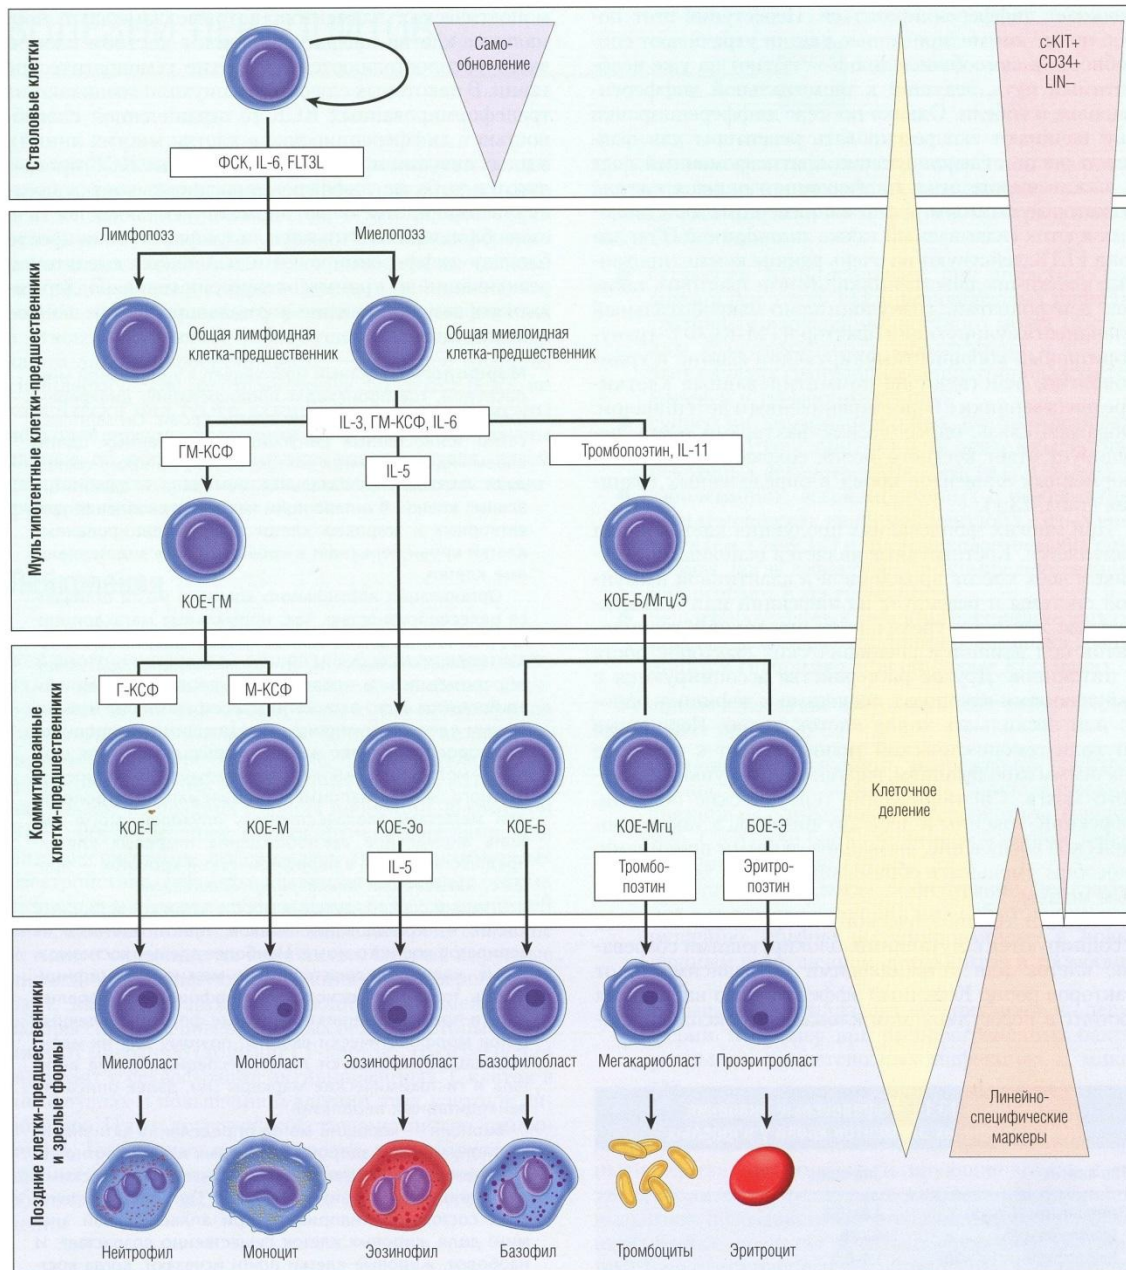 Стволовые клетки
Само-
обновление
c-KIT+
CD34+
LIN–
ФСК, IL-6, FLT3L
Мультипотентные клетки-предшественники
Лимфопоэз
Миелопоэз
Общая лимфоидная
клетка-предшественник
Общая миелоидная
клетка-предшественник
IL-3, ГМ-КСФ, IL-6
ГМ-КСФ
IL-5
Тромбопоэтин, IL-11
КОЕ-ГМ
КОЕ-Б/Мгц/Э
Коммитированные
клетки-предшественники
Г-КСФ
М-КСФ
Клеточное
деление
КОЕ-Г
КОЕ-М
КОЕ-Эо
КОЕ-Б
КОЕ-Мгц
БОЕ-Э
IL-5
Тромбо-
поэтин
Эритро-
поэтин
Поздние клетки-предшественники
и зрелые формы
Миелобласт
Монобласт
Эозинофилобласт
Базофилобласт
Мегакариобласт
Проэритробласт
Линейно-
специфические
маркеры
Нейтрофил
Моноцит
Эозинофил
Базофил
Тромбоциты
Эритроцит